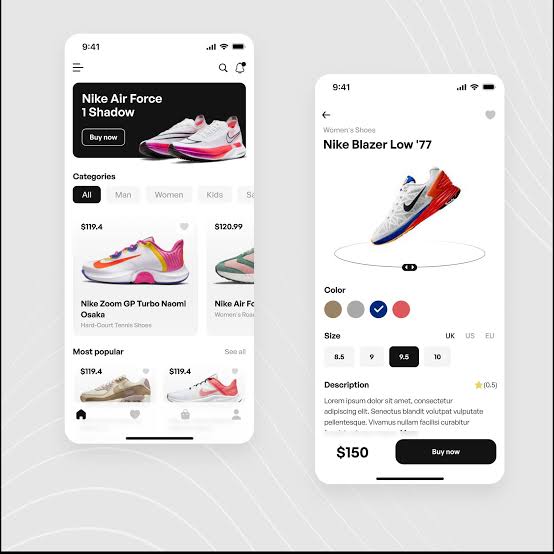 9:41
Nike Air Force
1 Shadow
Buy now
Categories
All Man Women Kids
$119.4 $120.99
Nike Zoom GP Turbo Naomi
Osaka
Hard-Court Tennis Shoes
Nike Air Fo
Women's Roa
Most popular See all
$119.4 $119.4
9:41
Women's Shoes
Nike Blazer Low '77
Color
Size UK US EU
8.5 9 9.5 10
Description (0.5)
Lorem ipsum dolor sit amet, consectetur
adipiscing elit. Senectus blandit volutpat vulputate
pellentesque. Vivamus nullam facilisi curabitur
$150 Buy now